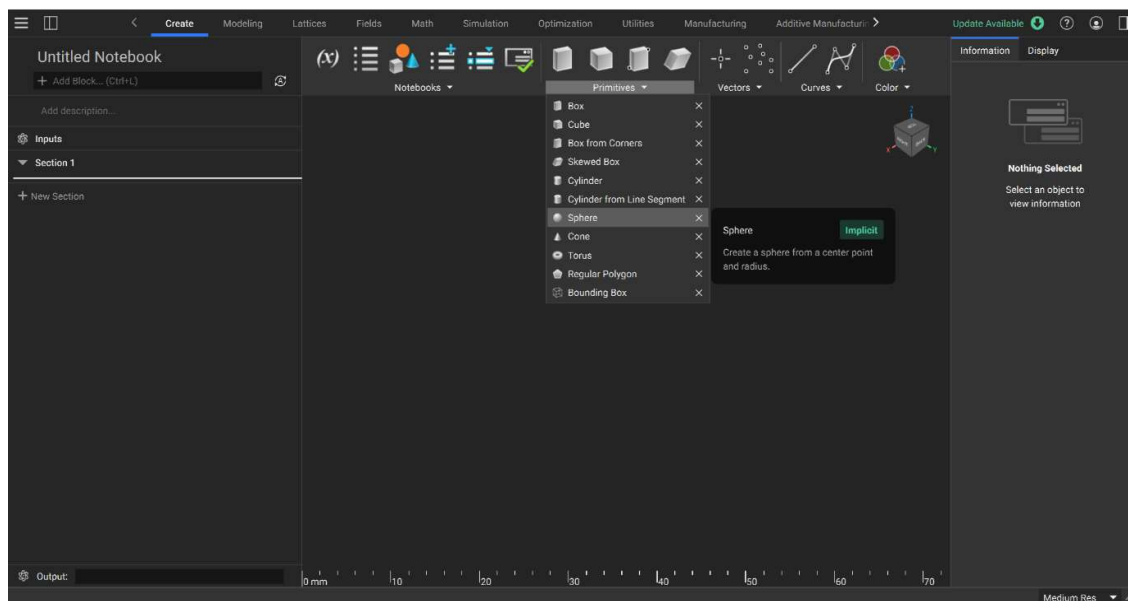 Create Modeling Lattices Fields Math Simulation Optimization Utilities Manufacturing Additive Manufacturin Update Available
Untitled Notebook
+ Add Block... (Ctrl+L)
Add description...
Inputs
Section 1
+ New Section
Output:
(x)
Notebooks Primitives Vectors Curves Color
Box
Cube
Box from Corners
Skewed Box
Cylinder
Cylinder from Line Segment
Sphere
Cone
Torus
Regular Polygon
Bounding Box
Sphere Implicit
Create a sphere from a center point
and radius.
Z
X Y
Information Display
Nothing Selected
Select an object to
view information
0 mm 10 20 30 40 50 60 70
Medium Res